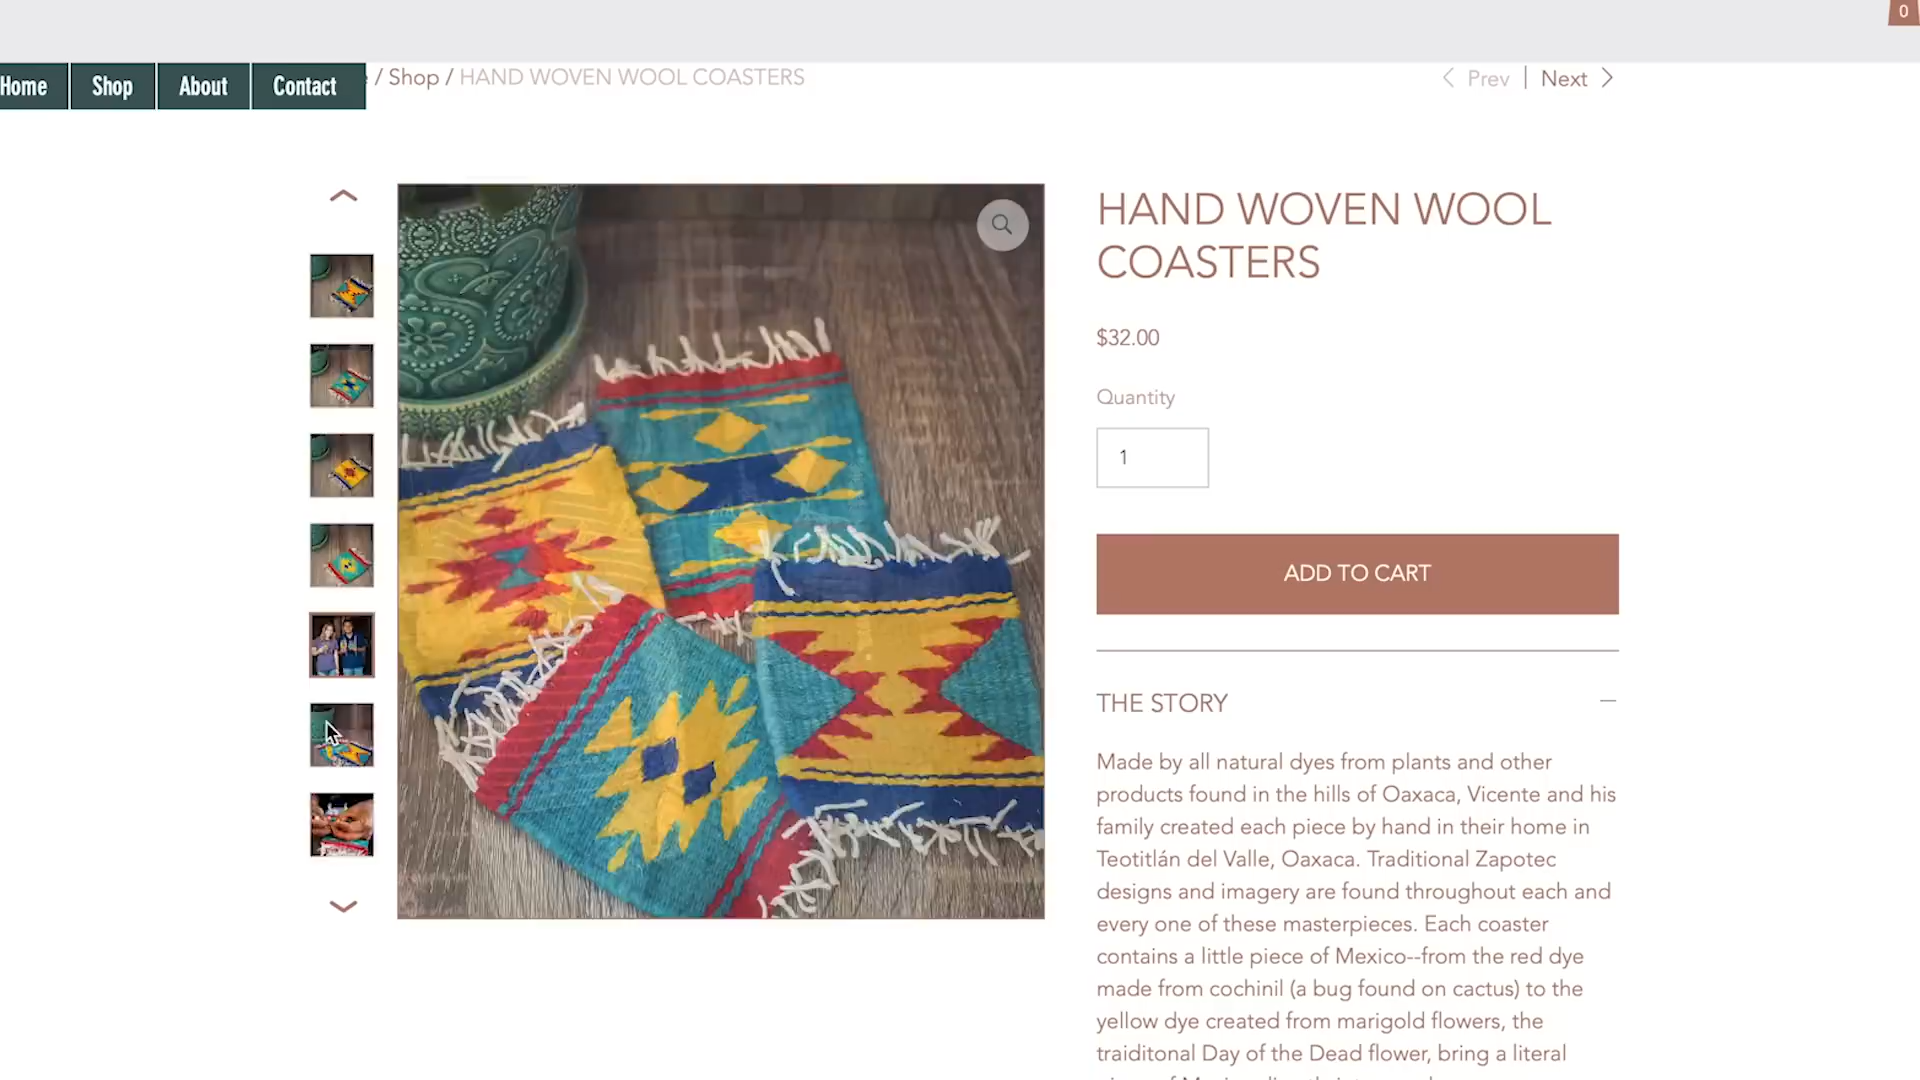 0
Home
Shop
About
Contact
/ Shop / HAND WOVEN WOOL COASTERS
Prev | Next
HAND WOVEN WOOL
COASTERS
$32.00
Quantity
1
ADD TO CART
THE STORY
Made by all natural dyes from plants and other
products found in the hills of Oaxaca, Vicente and his
family created each piece by hand in their home in
Teotitlán del Valle, Oaxaca. Traditional Zapotec
designs and imagery are found throughout each and
every one of these masterpieces. Each coaster
contains a little piece of Mexico--from the red dye
made from cochinil (a bug found on cactus) to the
yellow dye created from marigold flowers, the
traiditonal Day of the Dead flower, bring a literal